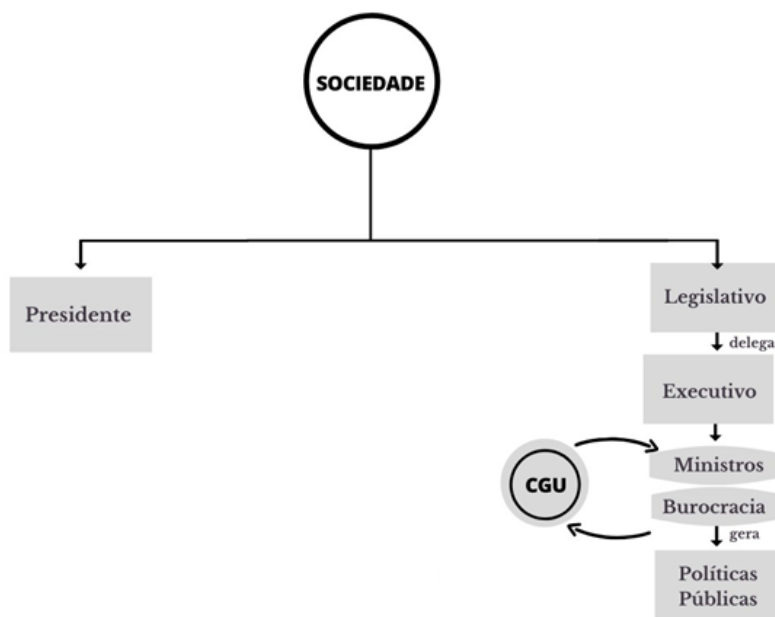 SOCIEDADE
Presidente
Legislativo
delega
Executivo
CGU
Ministros
Burocracia
gera
Políticas
Públicas